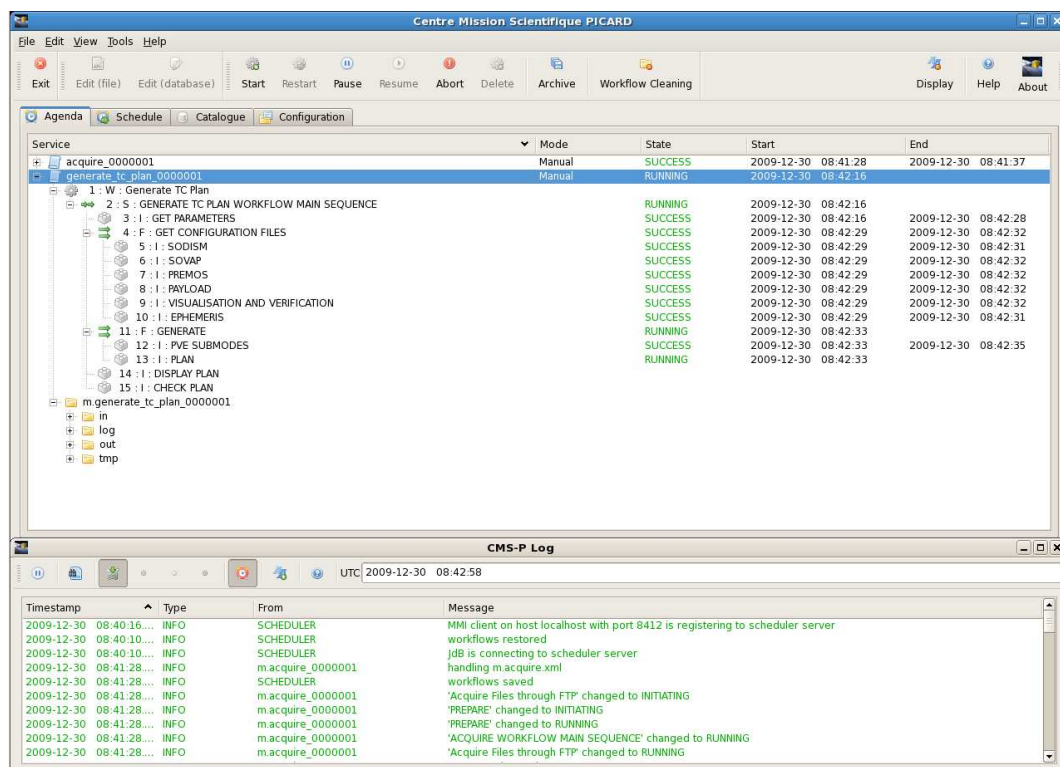 Centre Mission Scientifique PICARD
File Edit View Tools Help
Exit Edit (file) Edit (database) Start Restart Pause Resume Abort Delete Archive Workflow Cleaning Display Help About
Agenda Schedule Catalogue Configuration
Service Mode State Start End
acquire_0000001 Manual SUCCESS 2009-12-30 08:41:28 2009-12-30 08:41:37
generate_tc_plan_0000001 Manual RUNNING 2009-12-30 08:42:16
1 : W : Generate TC Plan
2 : S : GENERATE TC PLAN WORKFLOW MAIN SEQUENCE RUNNING 2009-12-30 08:42:16
3 : I : GET PARAMETERS SUCCESS 2009-12-30 08:42:16 2009-12-30 08:42:28
4 : F : GET CONFIGURATION FILES SUCCESS 2009-12-30 08:42:29 2009-12-30 08:42:32
5 : I : SODISM SUCCESS 2009-12-30 08:42:29 2009-12-30 08:42:31
6 : I : SOVAP SUCCESS 2009-12-30 08:42:29 2009-12-30 08:42:32
7 : I : PREMOS SUCCESS 2009-12-30 08:42:29 2009-12-30 08:42:32
8 : I : PAYLOAD SUCCESS 2009-12-30 08:42:29 2009-12-30 08:42:32
9 : I : VISUALISATION AND VERIFICATION SUCCESS 2009-12-30 08:42:29 2009-12-30 08:42:32
10 : I : EPHEMERIS SUCCESS 2009-12-30 08:42:29 2009-12-30 08:42:31
11 : F : GENERATE RUNNING 2009-12-30 08:42:33
12 : I : PVE SUBMODES SUCCESS 2009-12-30 08:42:33 2009-12-30 08:42:35
13 : I : PLAN RUNNING 2009-12-30 08:42:33
14 : I : DISPLAY PLAN
15 : I : CHECK PLAN
m.generate_tc_plan_0000001
in
log
out
tmp
CMS-P Log
UTC 2009-12-30 08:42:58
Timestamp Type From Message
2009-12-30 08:40:16.... INFO SCHEDULER MMI client on host localhost with port 8412 is registering to scheduler server
2009-12-30 08:40:10.... INFO SCHEDULER workflows restored
2009-12-30 08:40:10.... INFO SCHEDULER JdB is connecting to scheduler server
2009-12-30 08:41:28.... INFO m.acquire_0000001 handling m.acquire.xml
2009-12-30 08:41:28.... INFO SCHEDULER workflows saved
2009-12-30 08:41:28.... INFO m.acquire_0000001 'Acquire Files through FTP' changed to INITIATING
2009-12-30 08:41:28.... INFO m.acquire_0000001 'PREPARE' changed to INITIATING
2009-12-30 08:41:28.... INFO m.acquire_0000001 'PREPARE' changed to RUNNING
2009-12-30 08:41:28.... INFO m.acquire_0000001 'ACQUIRE WORKFLOW MAIN SEQUENCE' changed to RUNNING
2009-12-30 08:41:28.... INFO m.acquire_0000001 'Acquire Files through FTP' changed to RUNNING